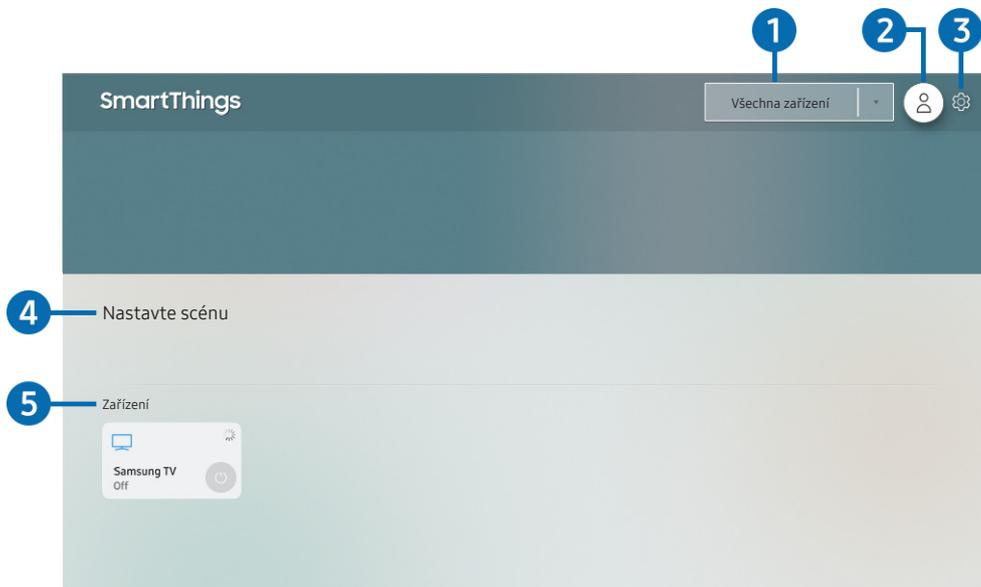 1 2 3
SmartThings
Všechna zařízení
4 Nastavte scénu
5 Zařízení
Samsung TV
Off